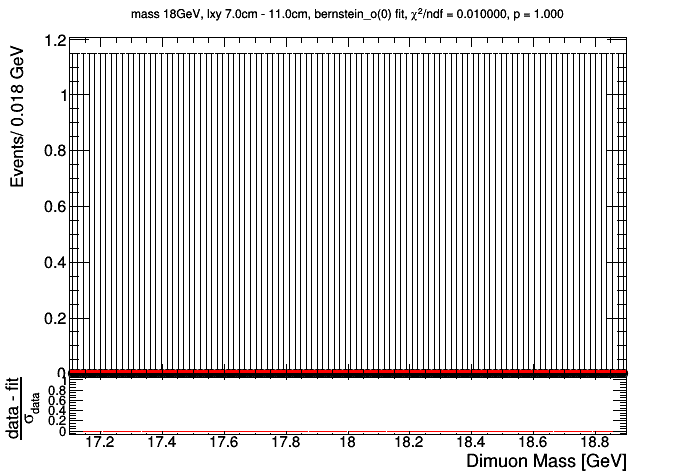 mass 18GeV, lxy 7.0cm - 11.0cm, bernstein_o(0) fit, χ²/ndf = 0.010000, p = 1.000
Events/ 0.018 GeV
1.2
1
0.8
0.6
0.4
0.2
0
data - fit
σdata
1
0.8
0.6
0.4
0.2
0
17.2 17.4 17.6 17.8 18 18.2 18.4 18.6 18.8
Dimuon Mass [GeV]